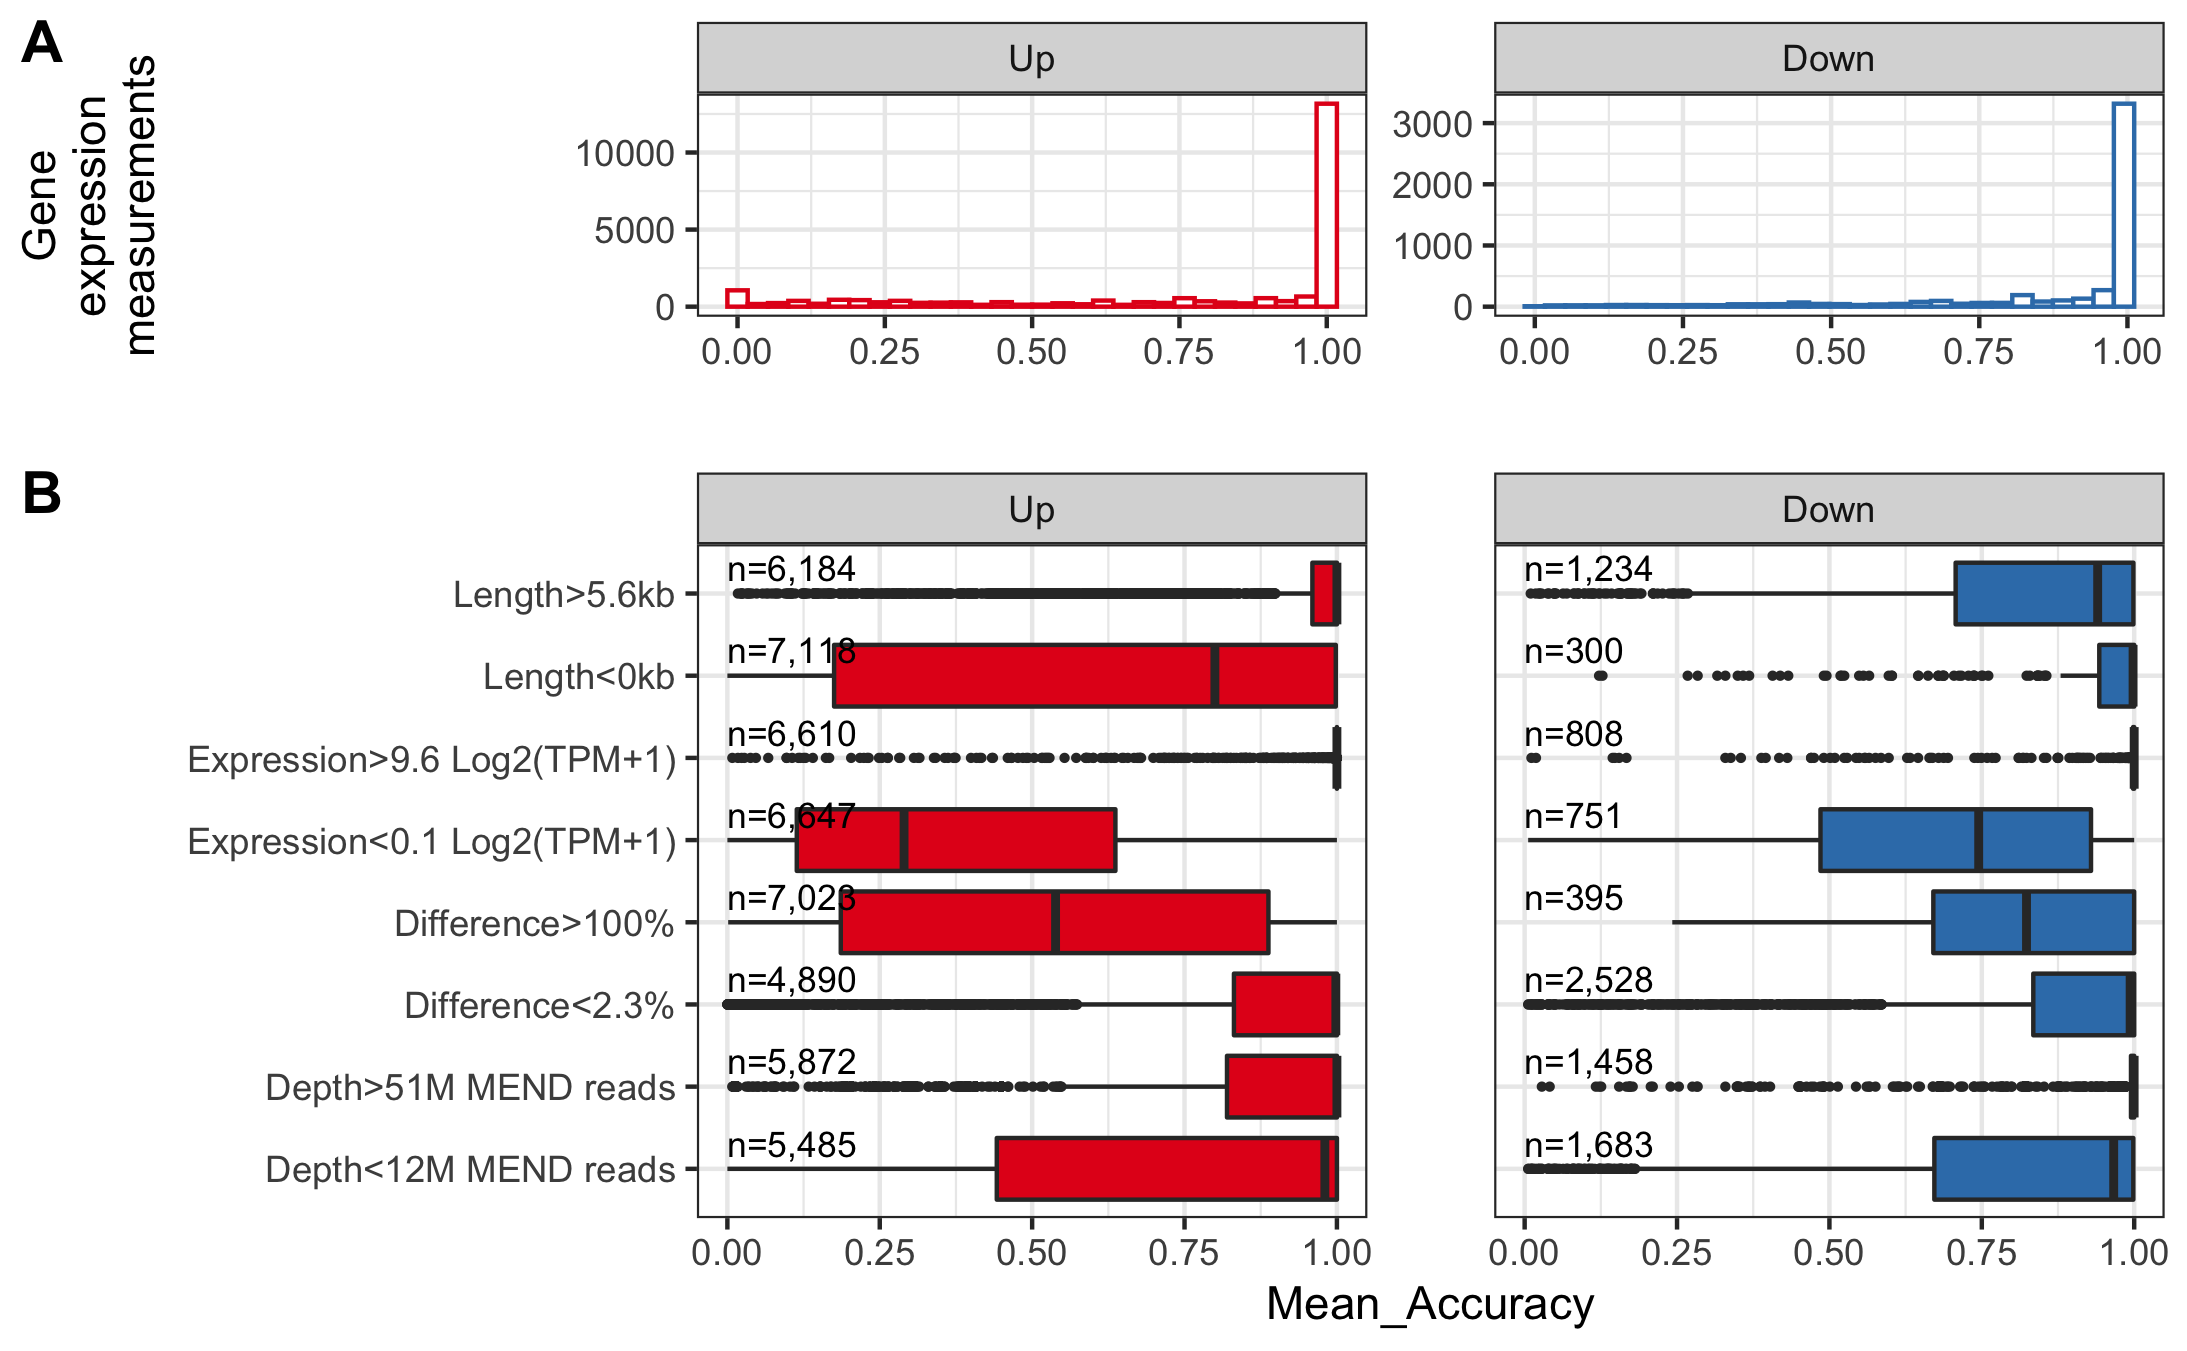 A
Gene
expression
measurements
Up
Down
10000
5000
0
3000
2000
1000
0
0.00 0.25 0.50 0.75 1.00
0.00 0.25 0.50 0.75 1.00
B
Up
Down
Length>5.6kb
n=6,184
n=1,234
Length<0kb
n=7,118
n=300
Expression>9.6 Log2(TPM+1)
n=6,610
n=808
Expression<0.1 Log2(TPM+1)
n=6,647
n=751
Difference>100%
n=7,023
n=395
Difference<2.3%
n=4,890
n=2,528
Depth>51M MEND reads
n=5,872
n=1,458
Depth<12M MEND reads
n=5,485
n=1,683
0.00 0.25 0.50 0.75 1.00
0.00 0.25 0.50 0.75 1.00
Mean_Accuracy